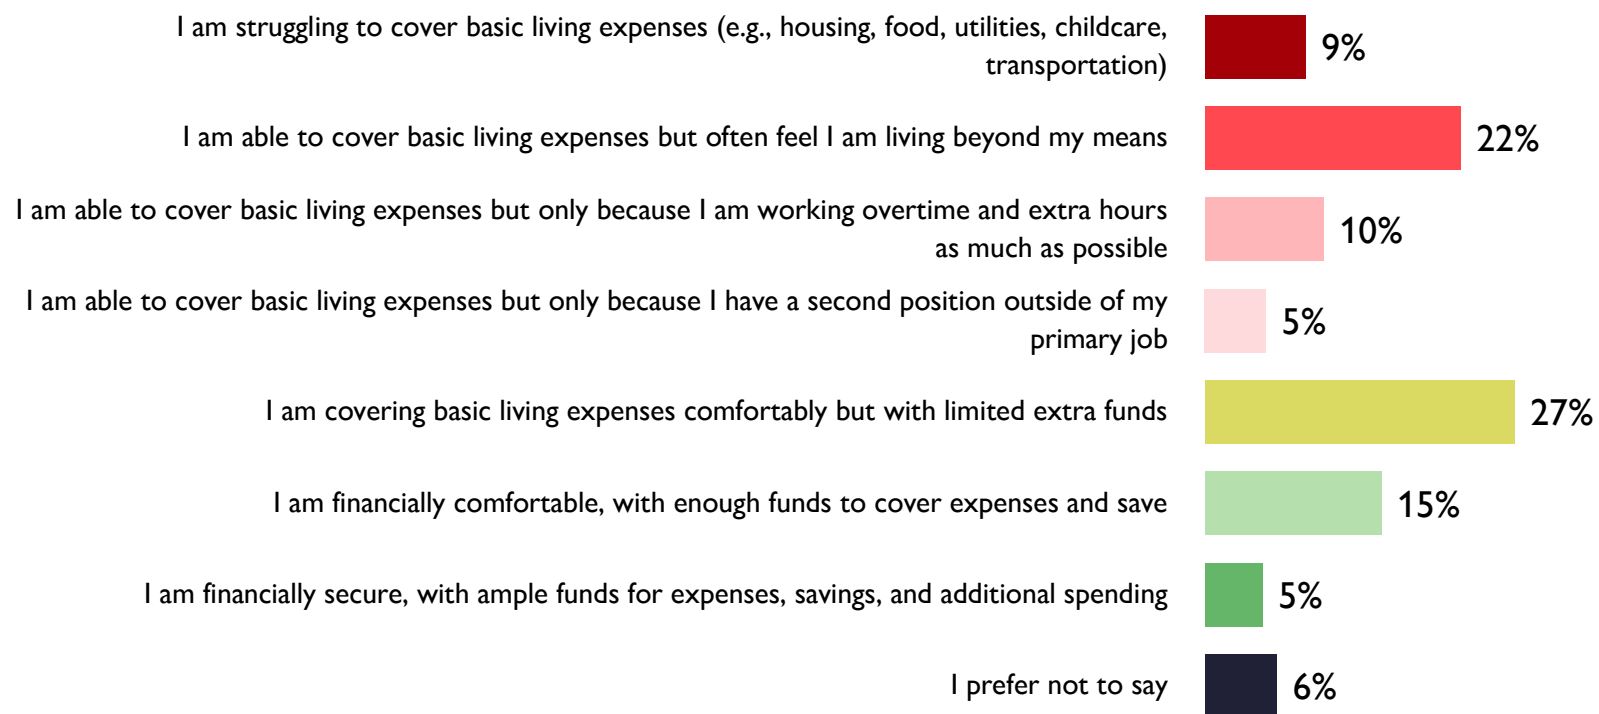 I am struggling to cover basic living expenses (e.g., housing, food, utilities, childcare,
transportation)
9%
I am able to cover basic living expenses but often feel I am living beyond my means
22%
I am able to cover basic living expenses but only because I am working overtime and extra hours
as much as possible
10%
I am able to cover basic living expenses but only because I have a second position outside of my
primary job
5%
I am covering basic living expenses comfortably but with limited extra funds
27%
I am financially comfortable, with enough funds to cover expenses and save
15%
I am financially secure, with ample funds for expenses, savings, and additional spending
5%
I prefer not to say
6%